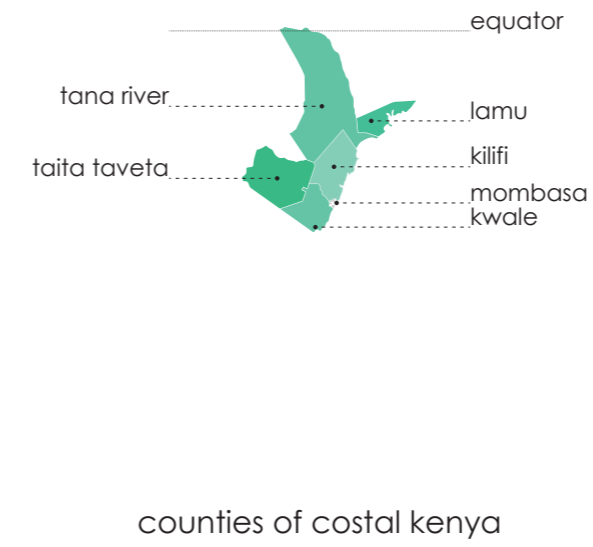 equator
tana river
lamu
kilifi
taita taveta
mombasa
kwale
counties of costal kenya